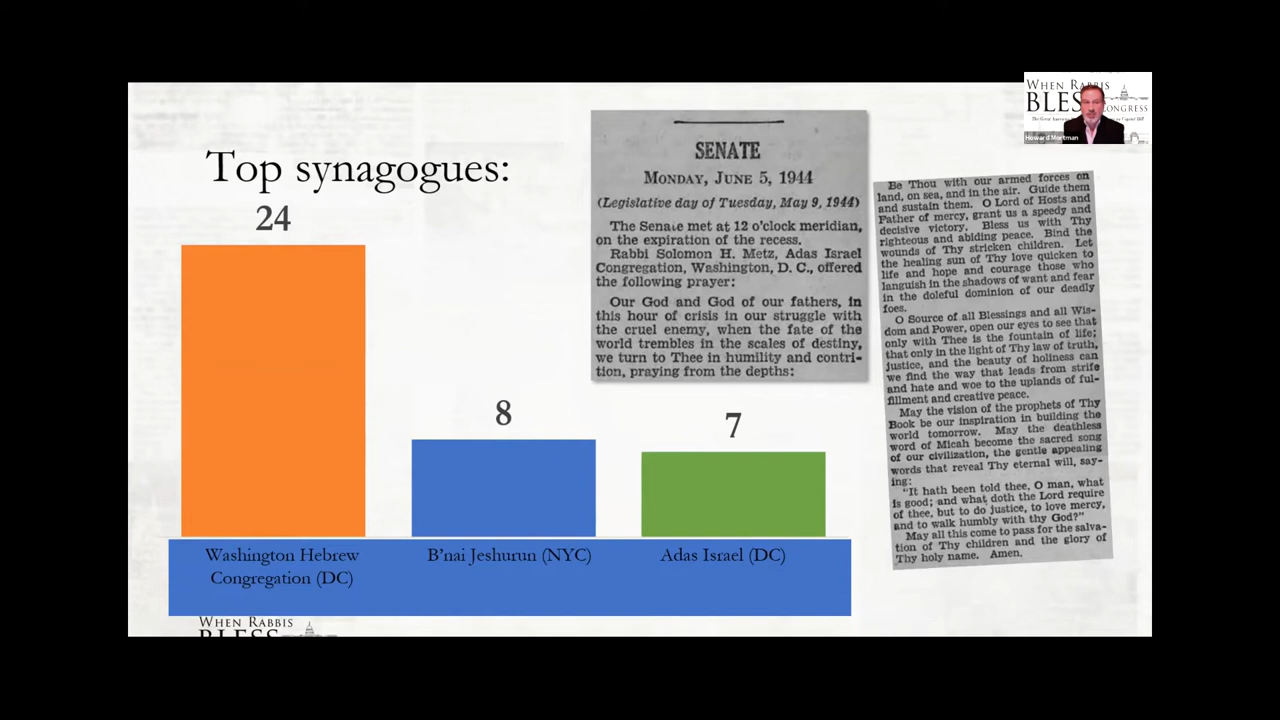 Top synagogues:
24
8
7
Washington Hebrew
Congregation (DC)
B'nai Jeshurun (NYC)
Adas Israel (DC)
SENATE
MONDAY, JUNE 5, 1944
(Legislative day of Tuesday, May 9, 1944)
The Senate met at 12 o'clock meridian,
on the expiration of the recess.
Rabbi Solomon H. Metz, Adas Israel
Congregation, Washington, D. C., offered
the following prayer:
Our God and God of our fathers, in
this hour of crisis in our struggle with
the cruel enemy, when the fate of the
world trembles in the scales of destiny,
we turn to Thee in humility and contri-
tion, praying from the depths:
Be Thou with our armed forces on
land, on sea, and in the air. Guide them
and sustain them. O Lord of Hosts and
Father of mercy, grant us a speedy and
decisive victory. Bless us with Thy
righteous and abiding peace. Bind the
wounds of Thy stricken children. Let
the healing sun of Thy love quicken to
life and hope and courage those who
languish in the shadows of want and fear
in the doleful dominion of our deadly
foes.
O Source of all Blessings and all Wis-
dom and Power, open our eyes to see that
only with Thee is the fountain of life;
that only in the light of Thy law of truth,
justice, and the beauty of holiness can
we find the way that leads from strife
and hate and woe to the uplands of ful-
fillment and creative peace.
May the vision of the prophets of Thy
Book be our inspiration in building the
world tomorrow. May the deathless
word of Micah become the sacred song
of our civilization, the gentle appealing
words that reveal Thy eternal will, say-
ing:
"It hath been told thee, O man, what
is good; and what doth the Lord require
of thee, but to do justice, to love mercy,
and to walk humbly with thy God?"
May all this come to pass for the salva-
tion of Thy children and the glory of
Thy holy name. Amen.
WHEN RABBIS
BLESS
WHEN RABBIS
BLES
CONGRESS
Howard Mortman